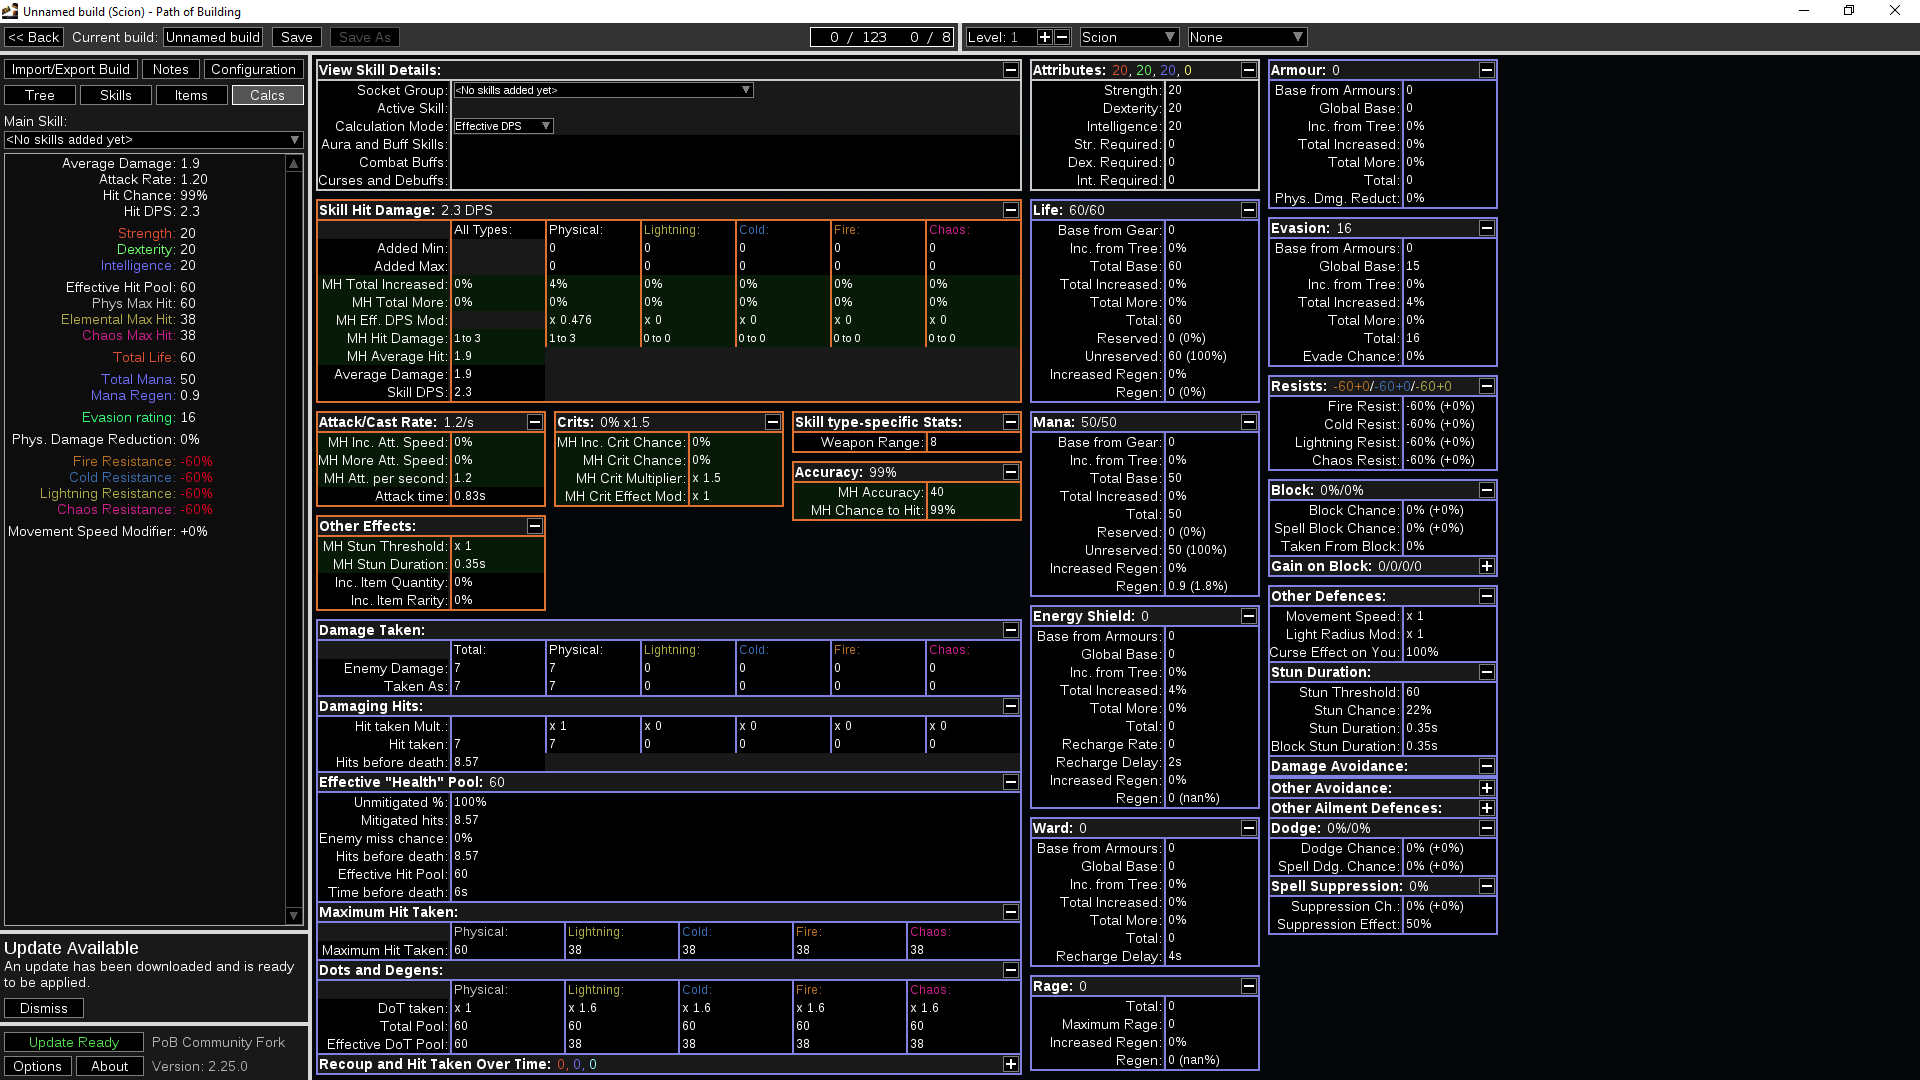 Unnamed build (Scion) - Path of Building
<< Back Current build: Unnamed build Save Save As 0 / 123 0 / 8 Level: 1 Scion None
Import/Export Build Notes Configuration
Tree Skills Items Calcs
Main Skill:
<No skills added yet>
Average Damage: 1.9
Attack Rate: 1.20
Hit Chance: 99%
Hit DPS: 2.3
Strength: 20
Dexterity: 20
Intelligence: 20
Effective Hit Pool: 60
Phys Max Hit: 60
Elemental Max Hit: 38
Chaos Max Hit: 38
Total Life: 60
Total Mana: 50
Mana Regen: 0.9
Evasion rating: 16
Phys. Damage Reduction: 0%
Fire Resistance: -60%
Cold Resistance: -60%
Lightning Resistance: -60%
Chaos Resistance: -60%
Movement Speed Modifier: +0%
Update Available
An update has been downloaded and is ready
to be applied.
Dismiss
Update Ready PoB Community Fork
Options About Version: 2.25.0
View Skill Details:
Socket Group: <No skills added yet>
Active Skill:
Calculation Mode: Effective DPS
Aura and Buff Skills:
Combat Buffs:
Curses and Debuffs:
Skill Hit Damage: 2.3 DPS
All Types: Physical: Lightning: Cold: Fire: Chaos:
Added Min: 0 0 0 0 0
Added Max: 0 0 0 0 0
MH Total Increased: 0% 4% 0% 0% 0% 0%
MH Total More: 0% 0% 0% 0% 0% 0%
MH Eff. DPS Mod: x 0.476 x 0 x 0 x 0 x 0
MH Hit Damage: 1 to 3 1 to 3 0 to 0 0 to 0 0 to 0 0 to 0
MH Average Hit: 1.9
Average Damage: 1.9
Skill DPS: 2.3
Attack/Cast Rate: 1.2/s
MH Inc. Att. Speed: 0%
MH More Att. Speed: 0%
MH Att. per second: 1.2
Attack time: 0.83s
Crits: 0% x1.5
MH Inc. Crit Chance: 0%
MH Crit Chance: 0%
MH Crit Multiplier: x 1.5
MH Crit Effect Mod: x 1
Skill type-specific Stats:
Weapon Range: 8
Accuracy: 99%
MH Accuracy: 40
MH Chance to Hit: 99%
Other Effects:
MH Stun Threshold: x 1
MH Stun Duration: 0.35s
Inc. Item Quantity: 0%
Inc. Item Rarity: 0%
Damage Taken:
Total: Physical: Lightning: Cold: Fire: Chaos:
Enemy Damage: 7 7 0 0 0 0
Taken As: 7 7 0 0 0 0
Damaging Hits:
Hit taken Mult.: x 1 x 0 x 0 x 0 x 0
Hit taken: 7 7 0 0 0 0
Hits before death: 8.57
Effective "Health" Pool: 60
Unmitigated %: 100%
Mitigated hits: 8.57
Enemy miss chance: 0%
Hits before death: 8.57
Effective Hit Pool: 60
Time before death: 6s
Maximum Hit Taken:
Physical: Lightning: Cold: Fire: Chaos:
Maximum Hit Taken: 60 38 38 38 38
Dots and Degens:
Physical: Lightning: Cold: Fire: Chaos:
DoT taken: x 1 x 1.6 x 1.6 x 1.6 x 1.6
Total Pool: 60 60 60 60 60
Effective DoT Pool: 60 38 38 38 38
Recoup and Hit Taken Over Time: 0, 0, 0
Attributes: 20, 20, 20, 0
Strength: 20
Dexterity: 20
Intelligence: 20
Str. Required: 0
Dex. Required: 0
Int. Required: 0
Life: 60/60
Base from Gear: 0
Inc. from Tree: 0%
Total Base: 60
Total Increased: 0%
Total More: 0%
Total: 60
Reserved: 0 (0%)
Unreserved: 60 (100%)
Increased Regen: 0%
Regen: 0 (0%)
Mana: 50/50
Base from Gear: 0
Inc. from Tree: 0%
Total Base: 50
Total Increased: 0%
Total: 50
Reserved: 0 (0%)
Unreserved: 50 (100%)
Increased Regen: 0%
Regen: 0.9 (1.8%)
Energy Shield: 0
Base from Armours: 0
Global Base: 0
Inc. from Tree: 0%
Total Increased: 4%
Total More: 0%
Total: 0
Recharge Rate: 0
Recharge Delay: 2s
Increased Regen: 0%
Regen: 0 (nan%)
Ward: 0
Base from Armours: 0
Global Base: 0
Inc. from Tree: 0%
Total Increased: 0%
Total More: 0%
Total: 0
Recharge Delay: 4s
Rage: 0
Total: 0
Maximum Rage: 0
Increased Regen: 0%
Regen: 0 (nan%)
Armour: 0
Base from Armours: 0
Global Base: 0
Inc. from Tree: 0%
Total Increased: 0%
Total More: 0%
Total: 0
Phys. Dmg. Reduct: 0%
Evasion: 16
Base from Armours: 0
Global Base: 15
Inc. from Tree: 0%
Total Increased: 4%
Total More: 0%
Total: 16
Evade Chance: 0%
Resists: -60+0/-60+0/-60+0
Fire Resist: -60% (+0%)
Cold Resist: -60% (+0%)
Lightning Resist: -60% (+0%)
Chaos Resist: -60% (+0%)
Block: 0%/0%
Block Chance: 0% (+0%)
Spell Block Chance: 0% (+0%)
Taken From Block: 0%
Gain on Block: 0/0/0/0
Other Defences:
Movement Speed: x 1
Light Radius Mod: x 1
Curse Effect on You: 100%
Stun Duration:
Stun Threshold: 60
Stun Chance: 22%
Stun Duration: 0.35s
Block Stun Duration: 0.35s
Damage Avoidance:
Other Avoidance:
Other Ailment Defences:
Dodge: 0%/0%
Dodge Chance: 0% (+0%)
Spell Ddg. Chance: 0% (+0%)
Spell Suppression: 0%
Suppression Ch.: 0% (+0%)
Suppression Effect: 50%